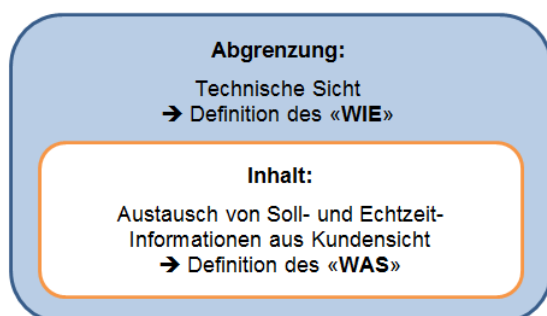 Abgrenzung:
Technische Sicht
➔ Definition des «WIE»
Inhalt:
Austausch von Soll- und Echtzeit-
Informationen aus Kundensicht
➔ Definition des «WAS»